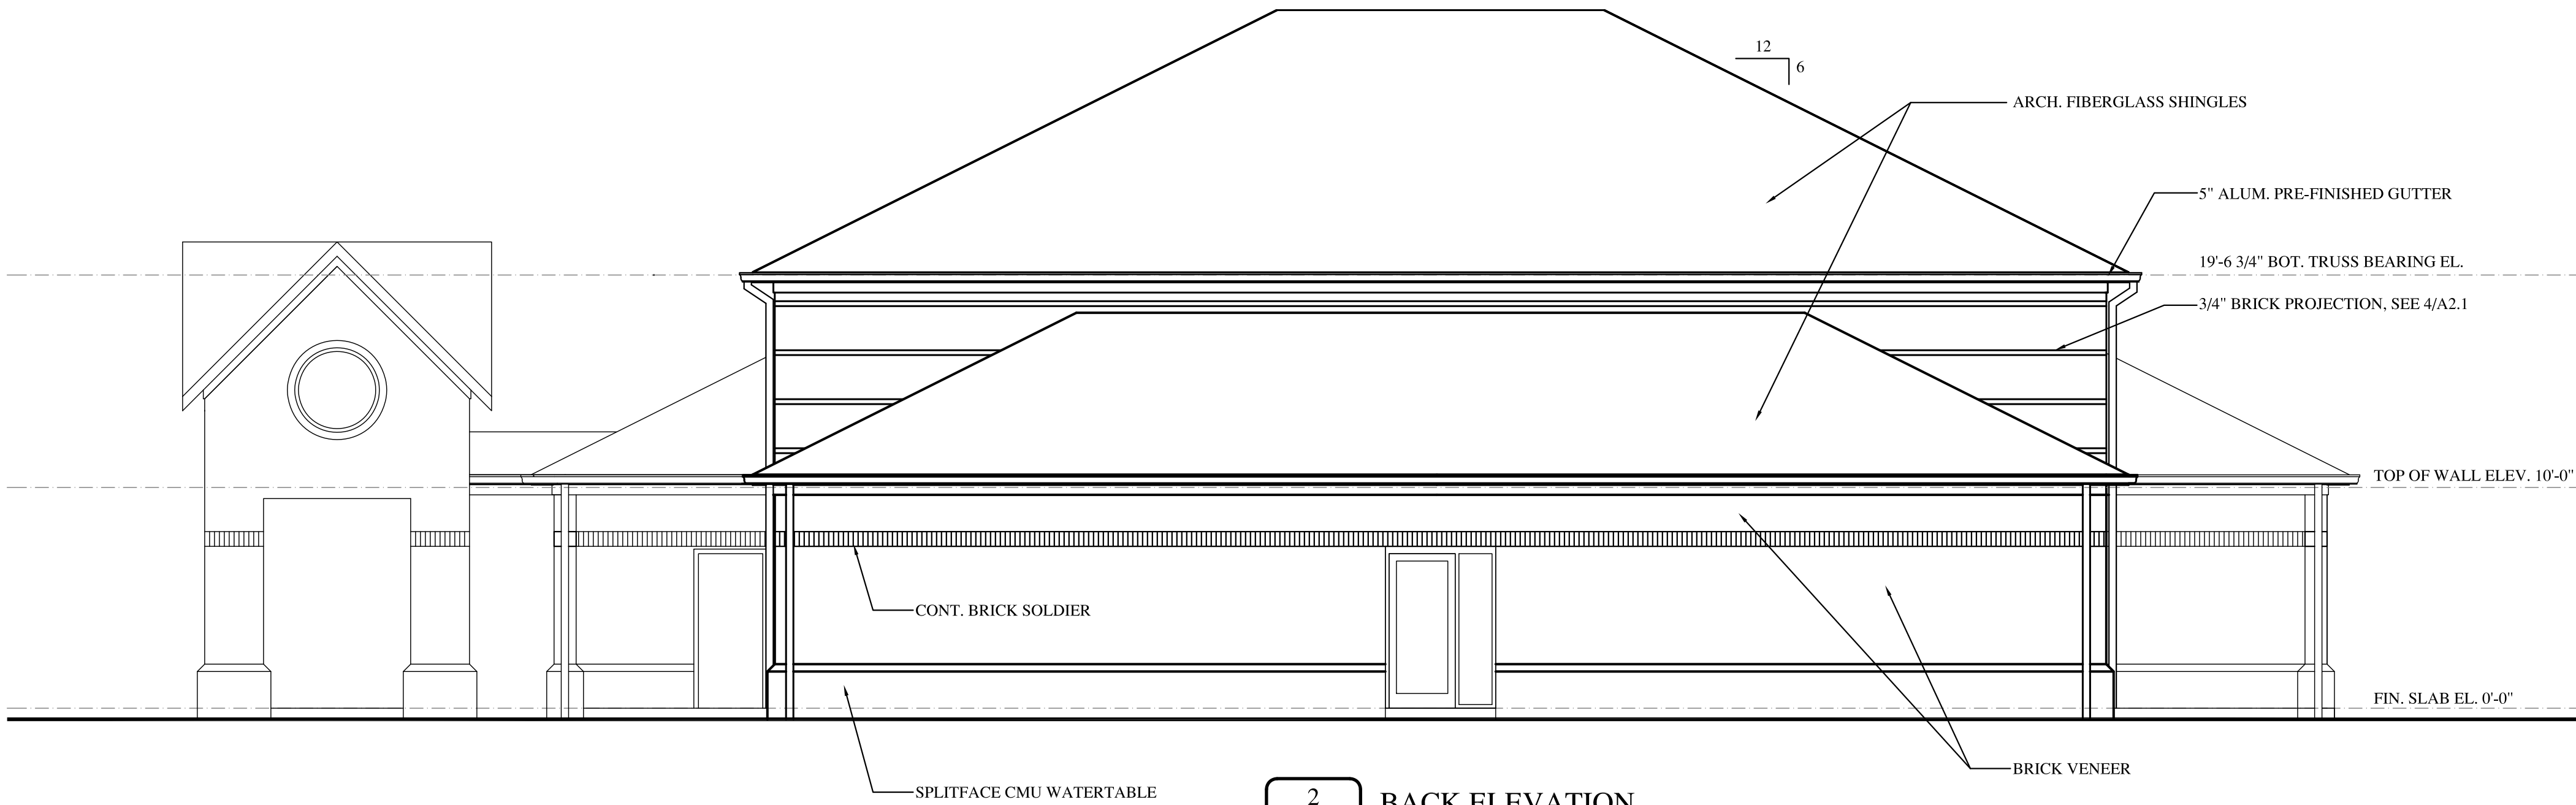 12
6
ARCH. FIBERGLASS SHINGLES
5" ALUM. PRE-FINISHED GUTTER
19'-6 3/4" BOT. TRUSS BEARING EL.
3/4" BRICK PROJECTION, SEE 4/A2.1
TOP OF WALL ELEV. 10'-0"
CONT. BRICK SOLDIER
FIN. SLAB EL. 0'-0"
BRICK VENEER
SPLITFACE CMU WATERTABLE
2
BACK ELEVATION